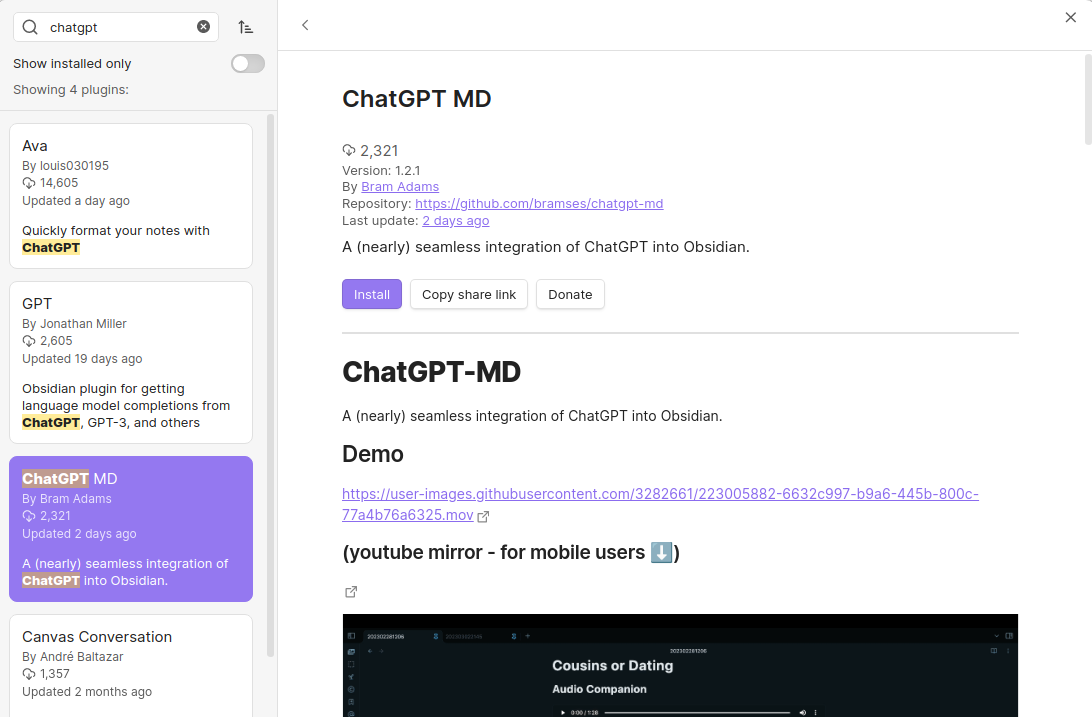 chatgpt
Show installed only
Showing 4 plugins:
Ava
By louis030195
14,605
Updated a day ago
Quickly format your notes with
ChatGPT
GPT
By Jonathan Miller
2,605
Updated 19 days ago
Obsidian plugin for getting
language model completions from
ChatGPT, GPT-3, and others
ChatGPT MD
By Bram Adams
2,321
Updated 2 days ago
A (nearly) seamless integration of
ChatGPT into Obsidian.
Canvas Conversation
By André Baltazar
1,357
Updated 2 months ago
ChatGPT MD
2,321
Version: 1.2.1
By Bram Adams
Repository: https://github.com/bramses/chatgpt-md
Last update: 2 days ago
A (nearly) seamless integration of ChatGPT into Obsidian.
Install Copy share link Donate
ChatGPT-MD
A (nearly) seamless integration of ChatGPT into Obsidian.
Demo
https://user-images.githubusercontent.com/3282661/223005882-6632c997-b9a6-445b-800c-
77a4b76a6325.mov
(youtube mirror - for mobile users ⬇️)
202302281206
202302281206
Cousins or Dating
Audio Companion
0:00 / 1:28